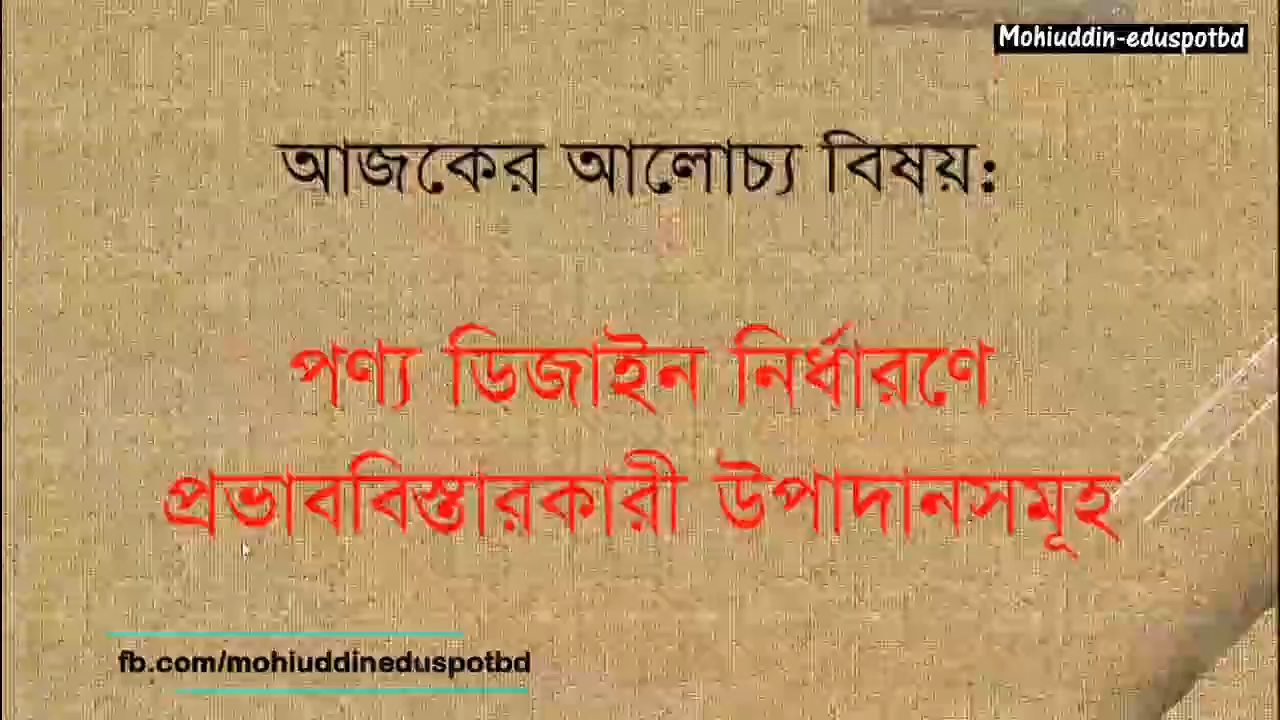 Mohiuddin-eduspotbd
আজকের আলোচ্য বিষয়:
পণ্য ডিজাইন নির্ধারণে
প্রভাববিস্তারকারী উপাদানসমূহ
fb.com/mohiuddineduspotbd